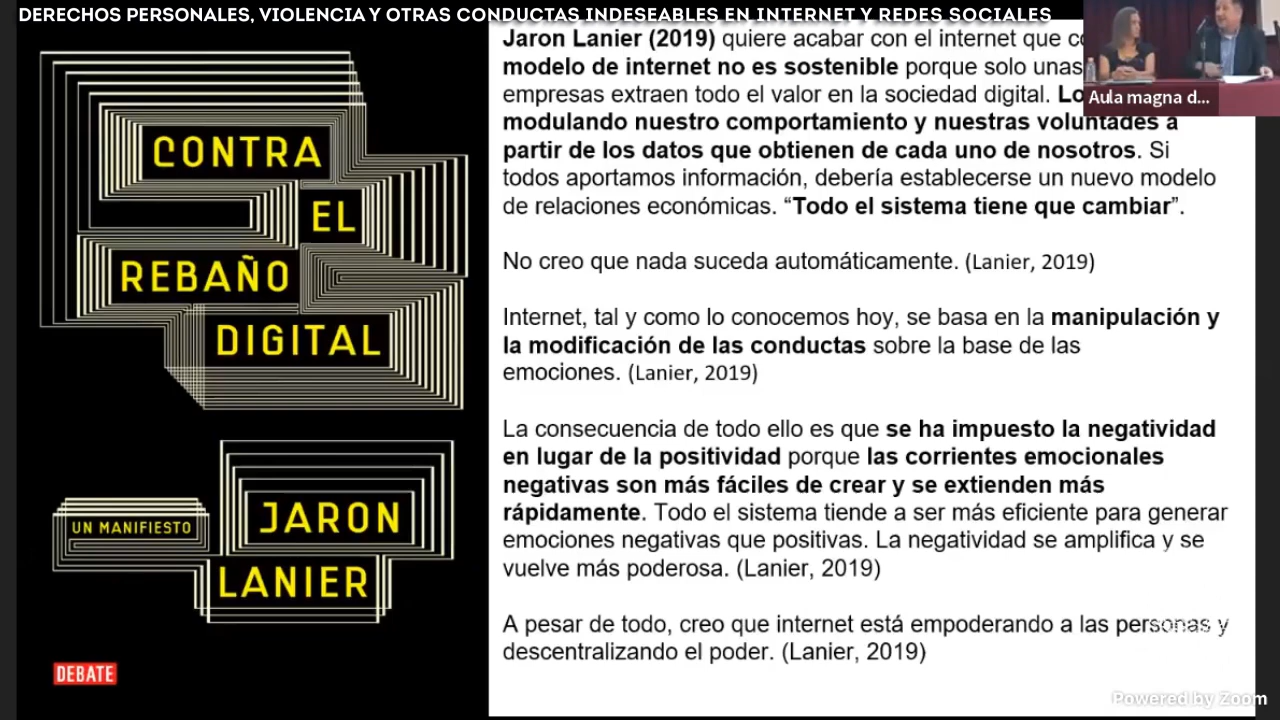 DERECHOS PERSONALES, VIOLENCIA Y OTRAS CONDUCTAS INDESEABLES EN INTERNET Y REDES SOCIALES
CONTRA
EL
REBAÑO
DIGITAL
UN MANIFIESTO
JARON
LANIER
DEBATE
Jaron Lanier (2019) quiere acabar con el internet que
modelo de internet no es sostenible porque solo unas
empresas extraen todo el valor en la sociedad digital.
modulando nuestro comportamiento y nuestras voluntades a
partir de los datos que obtienen de cada uno de nosotros. Si
todos aportamos información, debería establecerse un nuevo modelo
de relaciones económicas. “Todo el sistema tiene que cambiar”.
No creo que nada suceda automáticamente. (Lanier, 2019)
Internet, tal y como lo conocemos hoy, se basa en la manipulación y
la modificación de las conductas sobre la base de las
emociones. (Lanier, 2019)
La consecuencia de todo ello es que se ha impuesto la negatividad
en lugar de la positividad porque las corrientes emocionales
negativas son más fáciles de crear y se extienden más
rápidamente. Todo el sistema tiende a ser más eficiente para generar
emociones negativas que positivas. La negatividad se amplifica y se
vuelve más poderosa. (Lanier, 2019)
A pesar de todo, creo que internet está empoderando a las personas y
descentralizando el poder. (Lanier, 2019)
Aula magna d...
Powered by Zoom